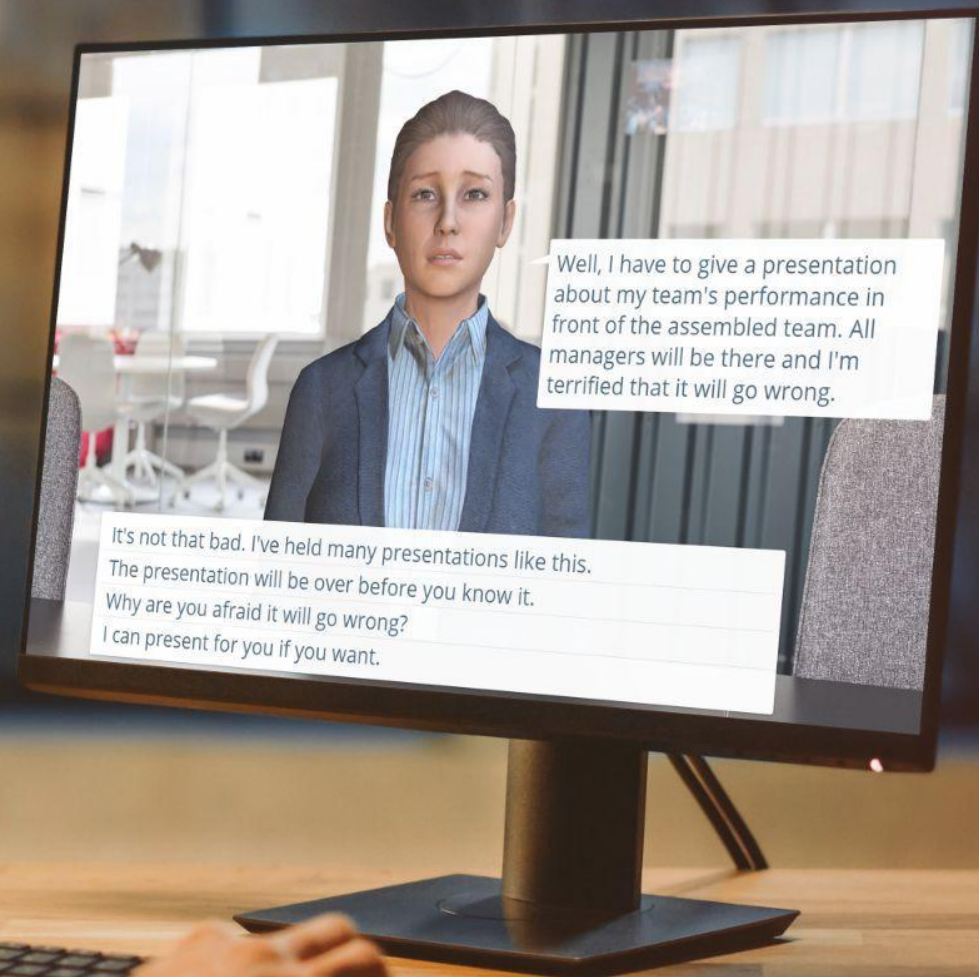 Well, I have to give a presentation
about my team's performance in
front of the assembled team. All
managers will be there and I'm
terrified that it will go wrong.
It's not that bad. I've held many presentations like this.
The presentation will be over before you know it.
Why are you afraid it will go wrong?
I can present for you if you want.